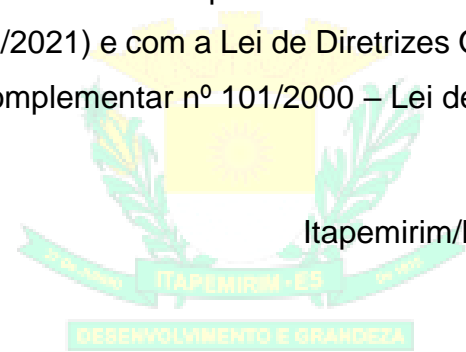 /2021) e com a Lei de Diretrizes
omplementar nº 101/2000 – Lei de
Itapemirim/
ITAPEMIRIM - ES
DESENVOLVIMENTO E GRANDEZA